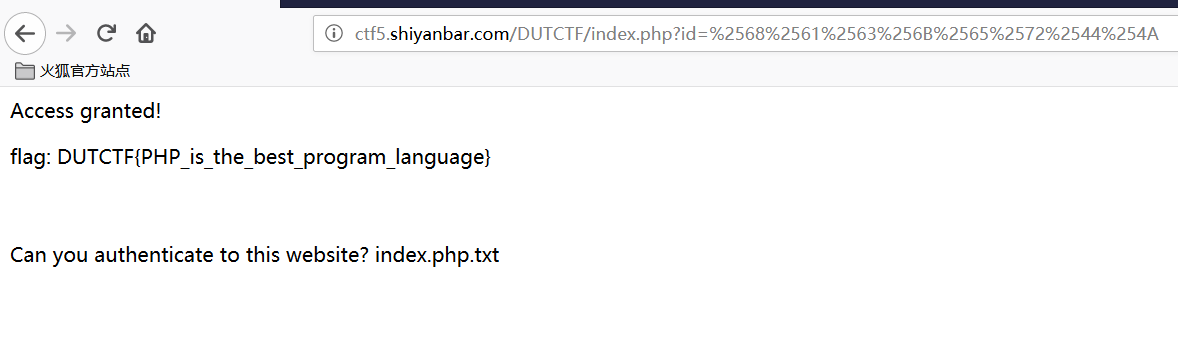 ctf5.shiyanbar.com/DUTCTF/index.php?id=%2568%2561%2563%256B%2565%2572%2544%254A
火狐官方站点
Access granted!
flag: DUTCTF{PHP_is_the_best_program_language}
Can you authenticate to this website? index.php.txt